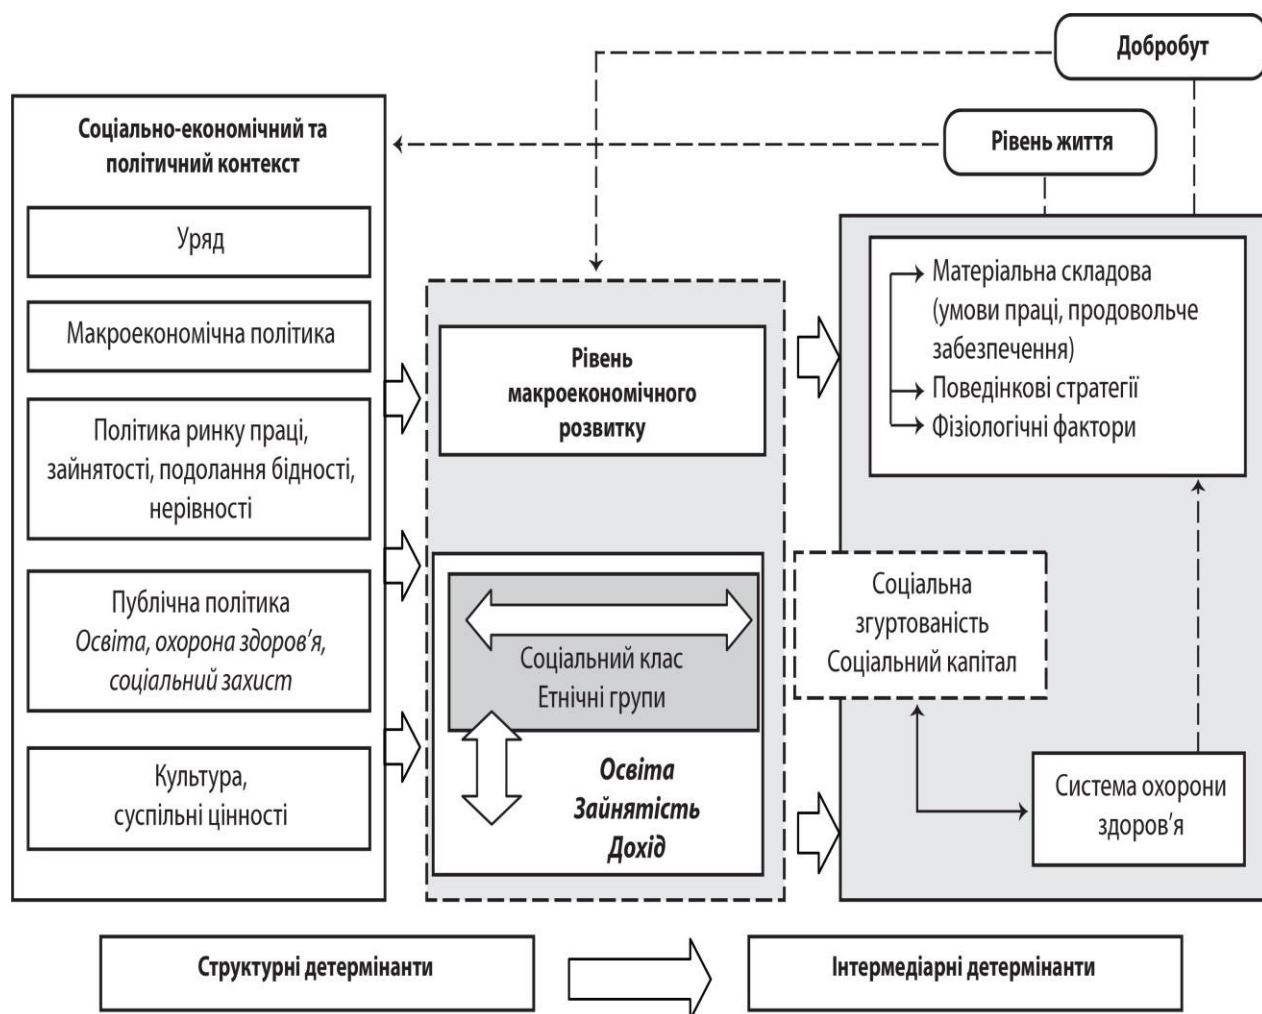 Добробут
Рівень життя
Соціально-економічний та
політичний контекст
Уряд
Макроекономічна політика
Політика ринку праці,
зайнятості, подолання бідності,
нерівності
Публічна політика
Освіта, охорона здоров’я,
соціальний захист
Культура,
суспільні цінності
Рівень
макроекономічного
розвитку
Соціальний клас
Етнічні групи
Освіта
Зайнятість
Дохід
Матеріальна складова
(умови праці, продовольче
забезпечення)
Поведінкові стратегії
Фізіологічні фактори
Соціальна
згуртованість
Соціальний капітал
Система охорони
здоров’я
Структурні детермінанти
Інтермедіарні детермінанти